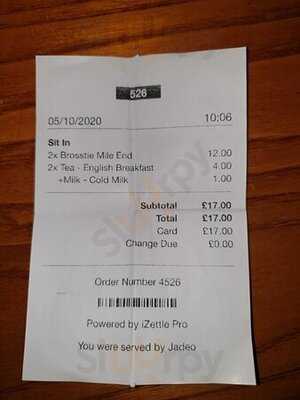 526
05/10/2020 10:06
Sit In
2x Brosstie Mile End 12.00
2x Tea - English Breakfast 4.00
+Milk - Cold Milk 1.00
Subtotal £17.00
Total £17.00
Card £17.00
Change Due £0.00
Order Number 4526
Powered by iZettle Pro
You were served by Jadeo
Sluurpy
Sluurpy